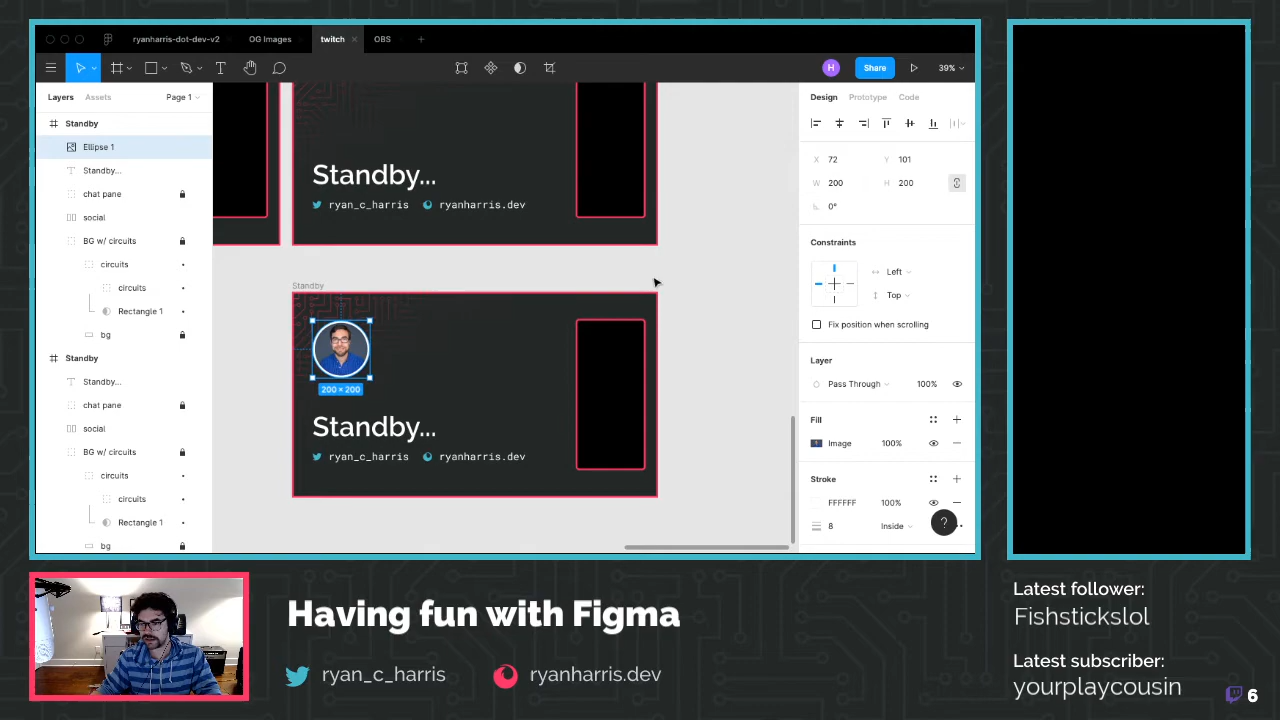 ryanharris-dot-dev-v2
OG Images
twitch
OBS
H
Share
39%
Layers
Assets
Page 1
Standby
Ellipse 1
Standby...
chat pane
social
BG w/ circuits
circuits
circuits
Rectangle 1
bg
Standby
Standby...
chat pane
social
BG w/ circuits
circuits
circuits
Rectangle 1
bg
Standby...
ryan_c_harris
ryanharris.dev
Standby
200 × 200
Standby...
ryan_c_harris
ryanharris.dev
Design
Prototype
Code
X 72
Y 101
W 200
H 200
0°
Constraints
Left
Top
Fix position when scrolling
Layer
Pass Through
100%
Fill
Image
100%
Stroke
FFFFFF
100%
8
Inside
?
Having fun with Figma
ryan_c_harris
ryanharris.dev
Latest follower:
Fishstickslol
Latest subscriber:
yourplaycousin
6